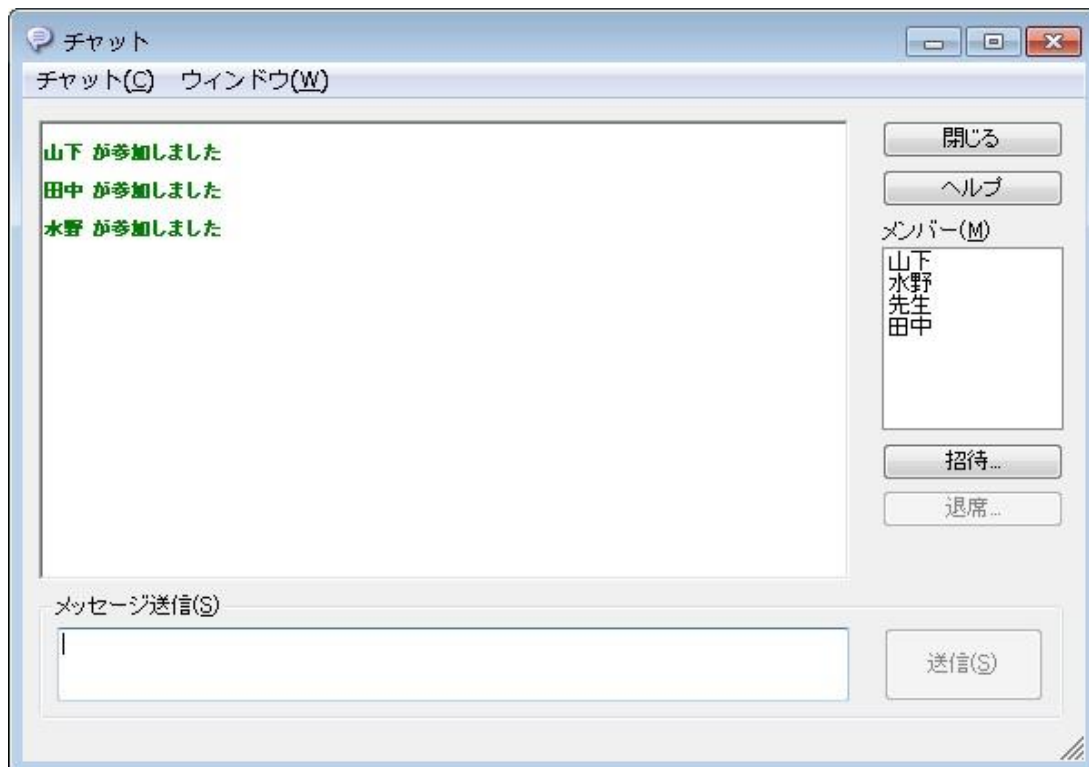 チャット
チャット(C) ウィンドウ(W)
山下 が参加しました
田中 が参加しました
水野 が参加しました
閉じる
ヘルプ
メンバー(M)
山下
水野
先生
田中
招待...
退席...
メッセージ送信(S)
送信(S)